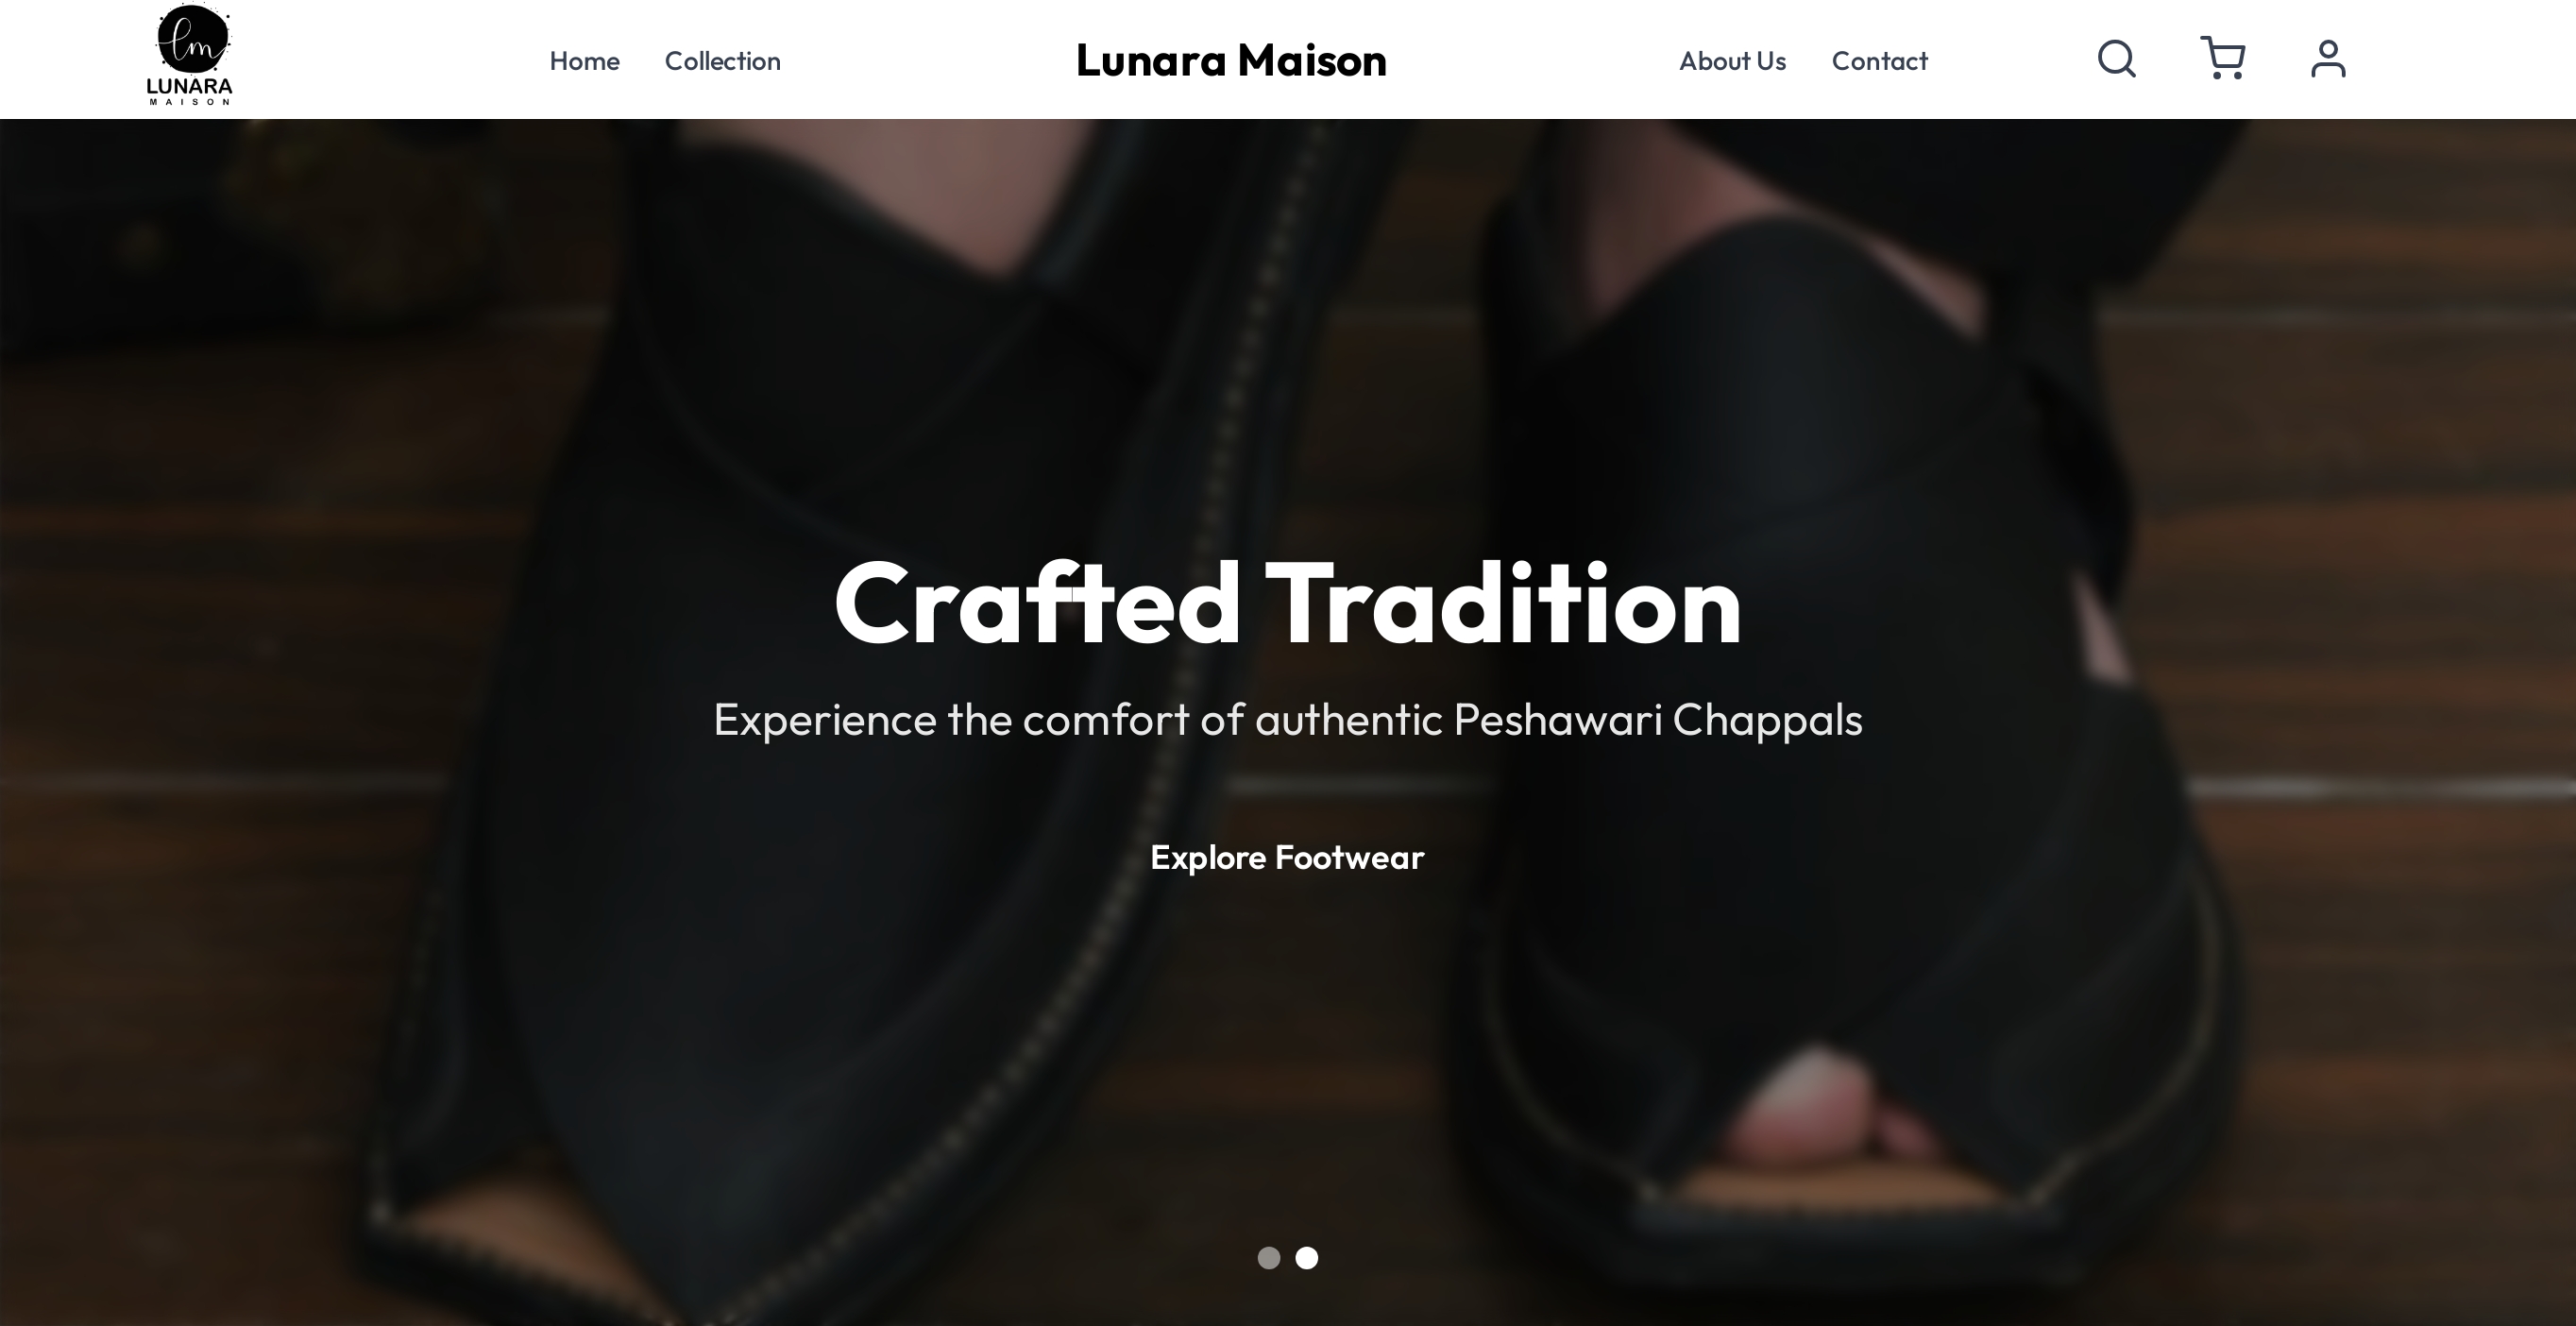 lm
LUNARA
MAISON
Home
Collection
Lunara Maison
About Us
Contact
Crafted Tradition
Experience the comfort of authentic Peshawari Chappals
Explore Footwear